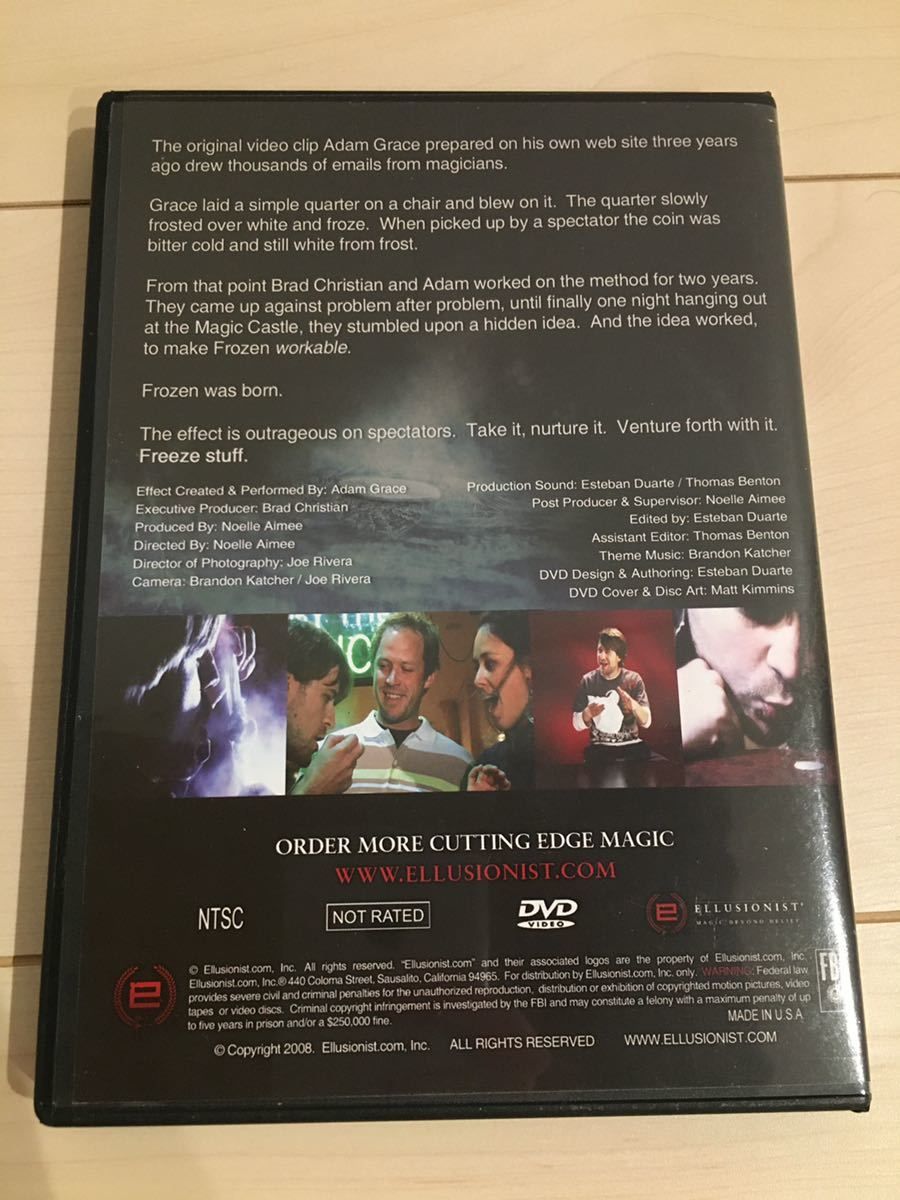 The original video clip Adam Grace prepared on his own web site three years
ago drew thousands of emails from magicians.
Grace laid a simple quarter on a chair and blew on it. The quarter slowly
frosted over white and froze. When picked up by a spectator the coin was
bitter cold and still white from frost.
From that point Brad Christian and Adam worked on the method for two years.
They came up against problem after problem, until finally one night hanging out
at the Magic Castle, they stumbled upon a hidden idea. And the idea worked,
to make Frozen workable.
Frozen was born.
The effect is outrageous on spectators. Take it, nurture it. Venture forth with it.
Freeze stuff.
Effect Created & Performed By: Adam Grace
Executive Producer: Brad Christian
Produced By: Noelle Aimee
Directed By: Noelle Aimee
Director of Photography: Joe Rivera
Camera: Brandon Katcher / Joe Rivera
Production Sound: Esteban Duarte / Thomas Benton
Post Producer & Supervisor: Noelle Aimee
Edited by: Esteban Duarte
Assistant Editor: Thomas Benton
Theme Music: Brandon Katcher
DVD Design & Authoring: Esteban Duarte
DVD Cover & Disc Art: Matt Kimmins
ORDER MORE CUTTING EDGE MAGIC
WWW.ELLUSIONIST.COM
NTSC
NOT RATED
DVD
VIDEO
ELLUSIONIST
MAGIC BEYOND BELIEF
© Ellusionist.com, Inc. All rights reserved. "Ellusionist.com" and their associated logos are the property of Ellusionist.com, Inc.
Ellusionist.com, Inc.® 440 Coloma Street, Sausalito, California 94965. For distribution by Ellusionist.com, Inc. only. WARNING: Federal law
provides severe civil and criminal penalties for the unauthorized reproduction, distribution or exhibition of copyrighted motion pictures, video
tapes or video discs. Criminal copyright infringement is investigated by the FBI and may constitute a felony with a maximum penalty of up
to five years in prison and/or a $250,000 fine.
MADE IN U.S.A
© Copyright 2008. Ellusionist.com, Inc. ALL RIGHTS RESERVED WWW.ELLUSIONIST.COM